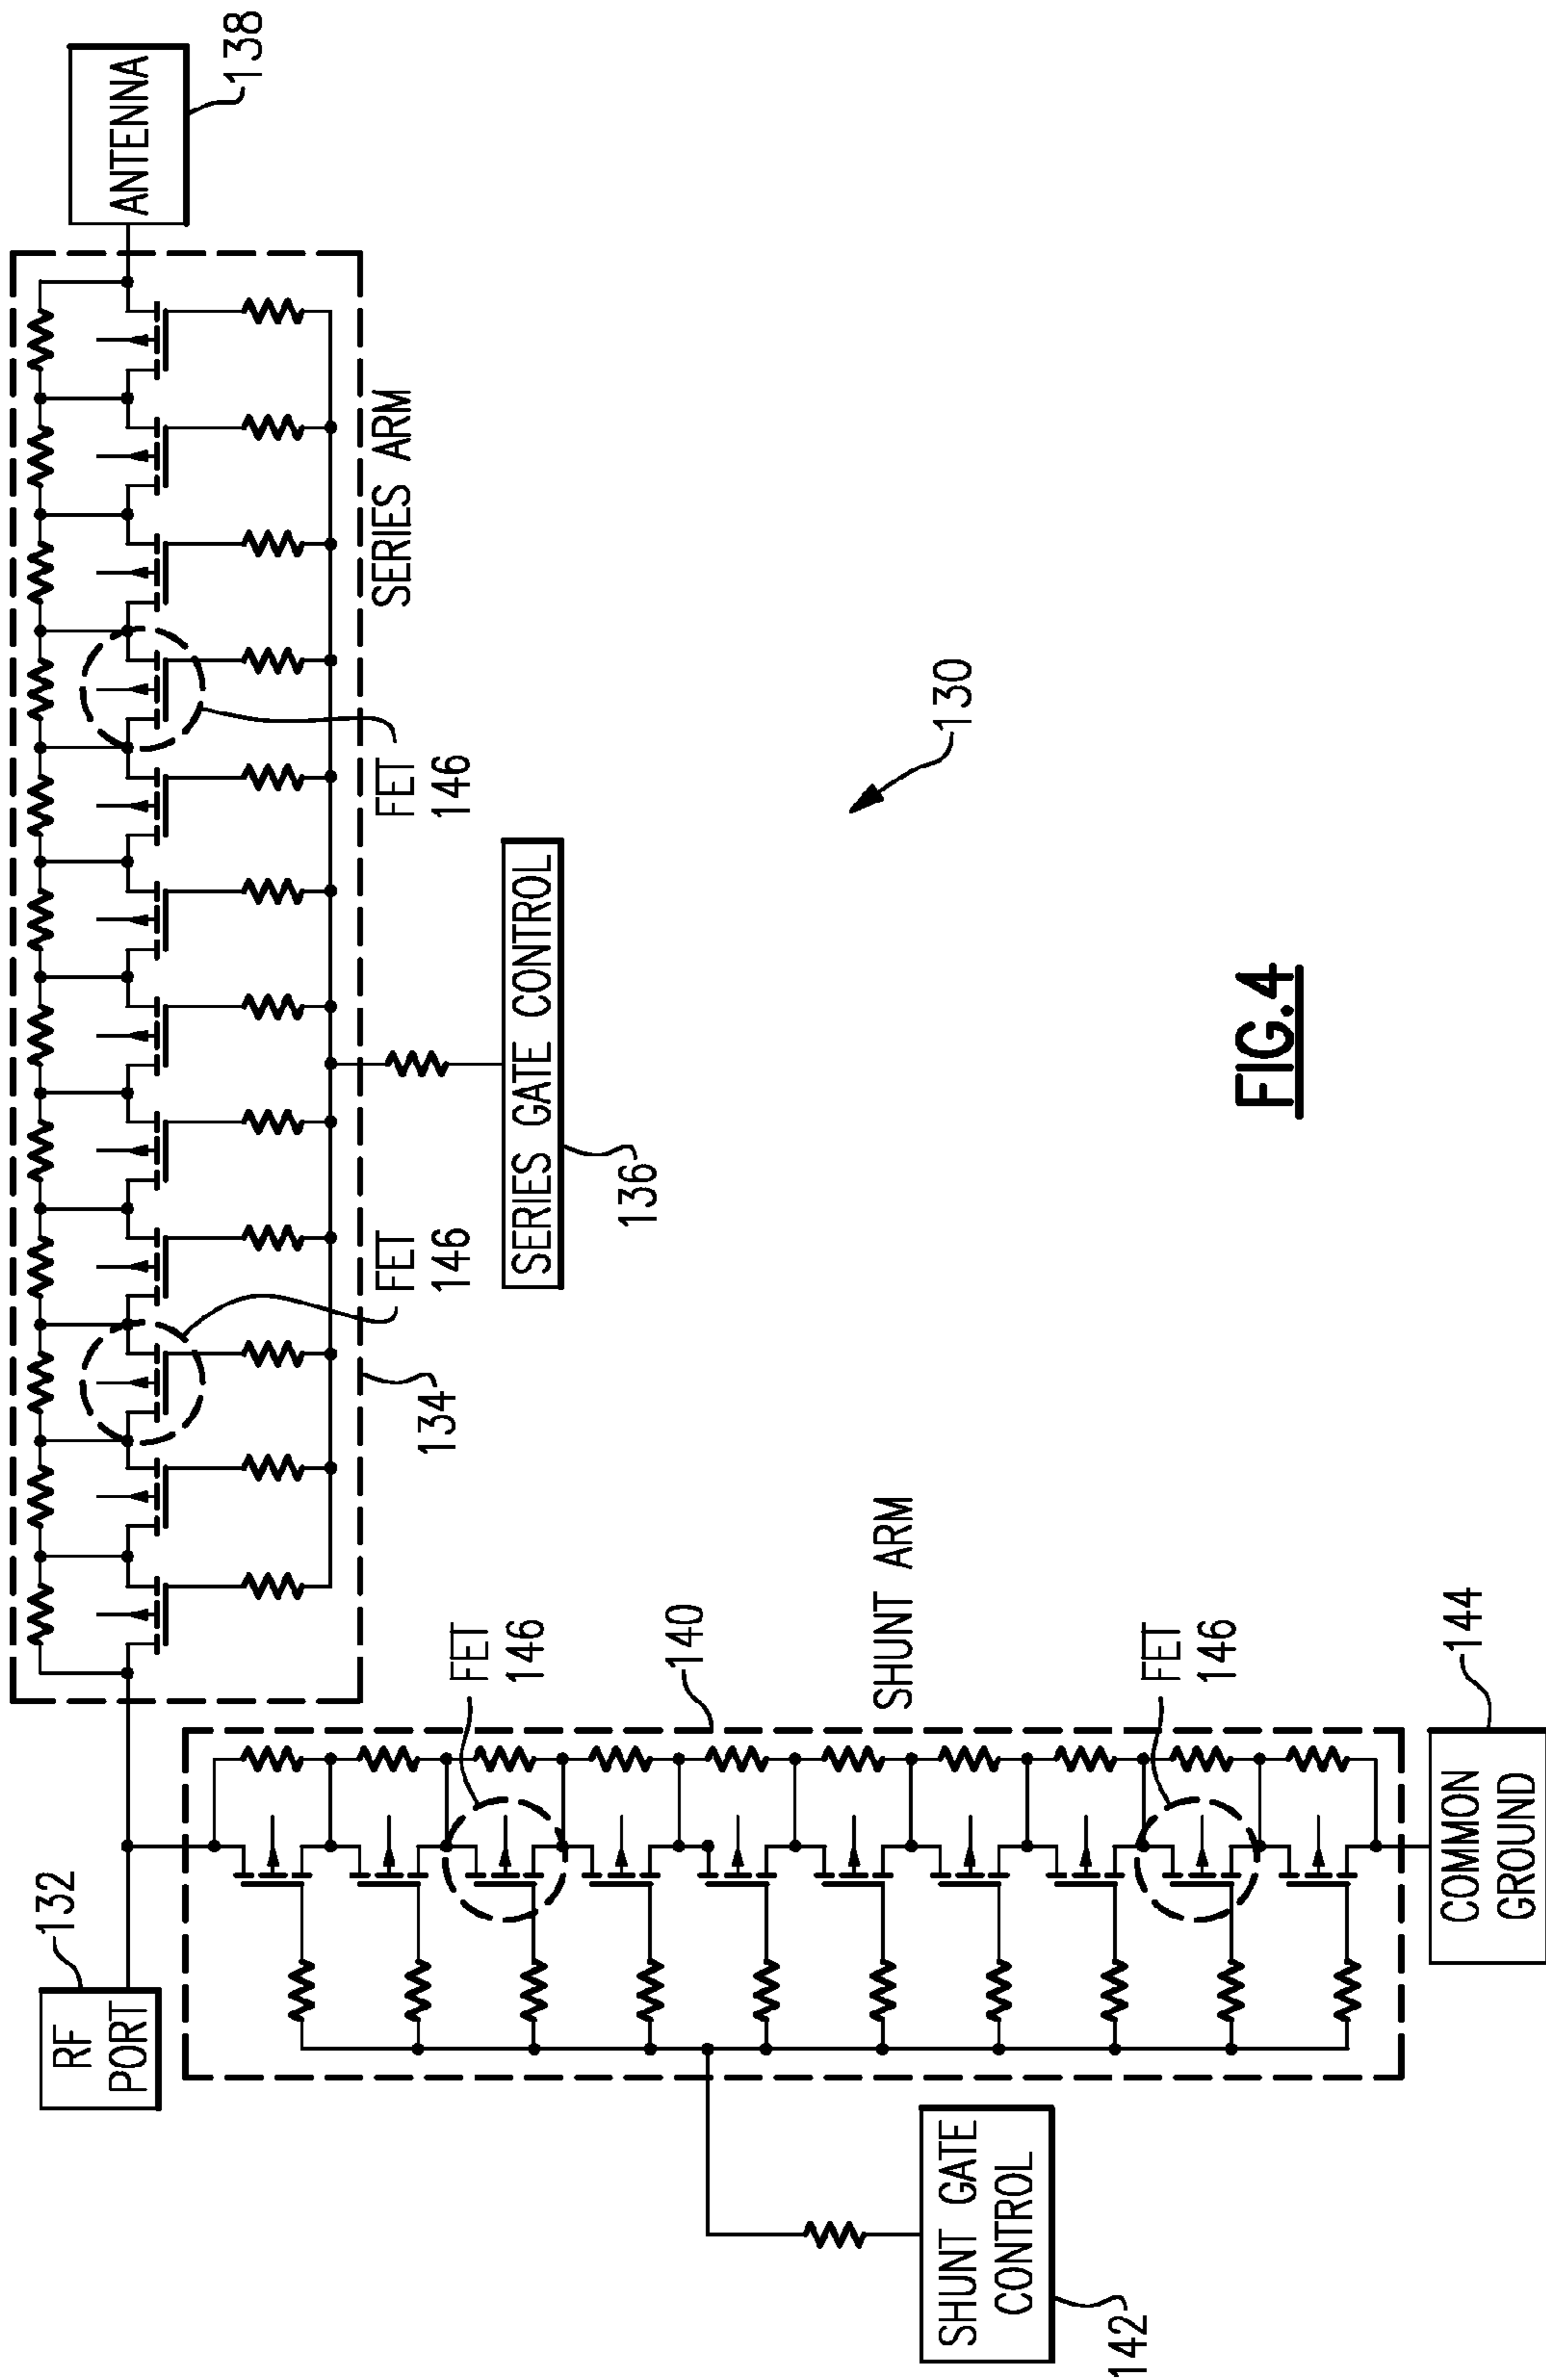 RF
PORT
132
ANTENNA
138
SERIES ARM
134
FET
146
FET
146
SERIES GATE CONTROL
136
FET
146
140
SHUNT ARM
FET
146
SHUNT GATE
CONTROL
142
COMMON
GROUND
144
130
FIG.4